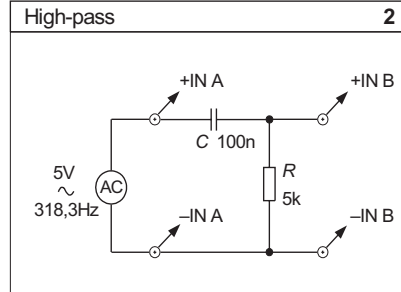 High-pass 2
+IN A +IN B
C 100n
5V
~
318,3Hz
AC
R
5k
–IN A –IN B